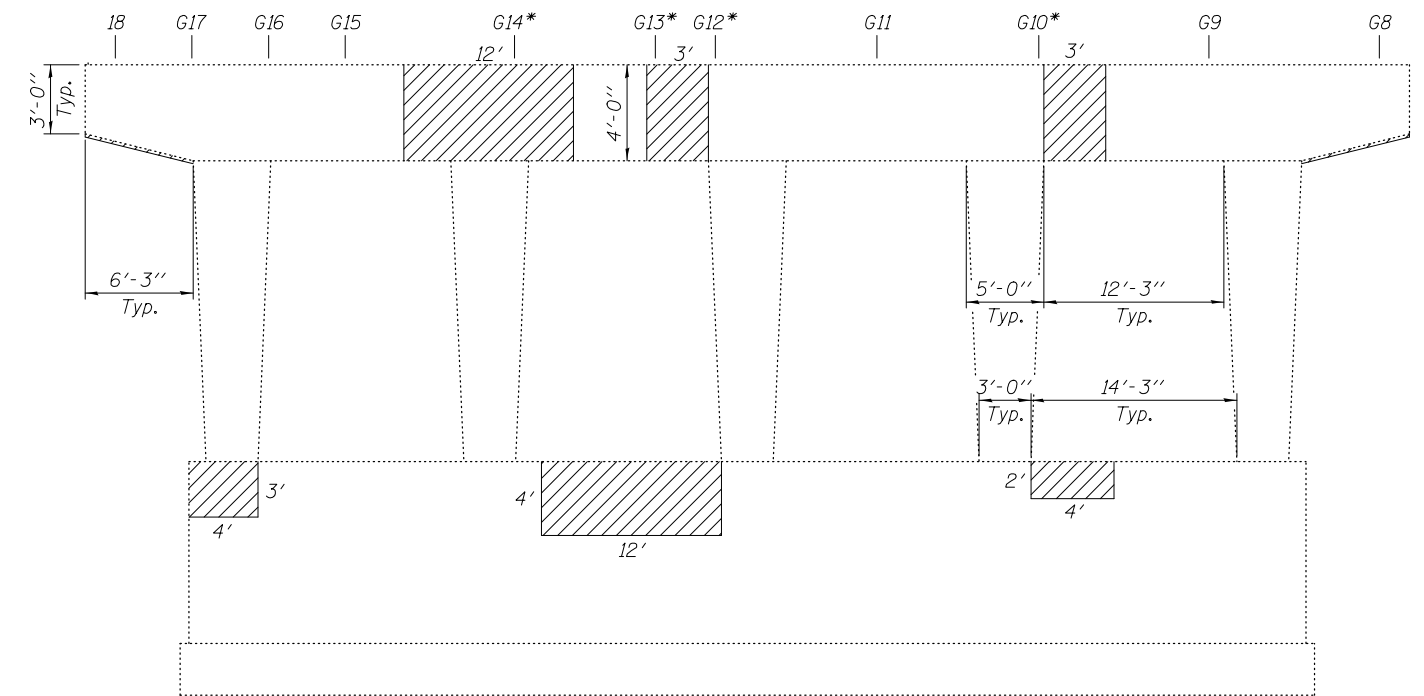 18 G17 G16 G15 G14* G13* G12* G11 G10* G9 G8
12' 3' 3'
3'-0" Typ.
4'-0"
6'-3"
Typ.
5'-0" 12'-3"
Typ. Typ.
3'-0" 14'-3"
Typ. Typ.
3' 4' 2'
4' 12' 4'